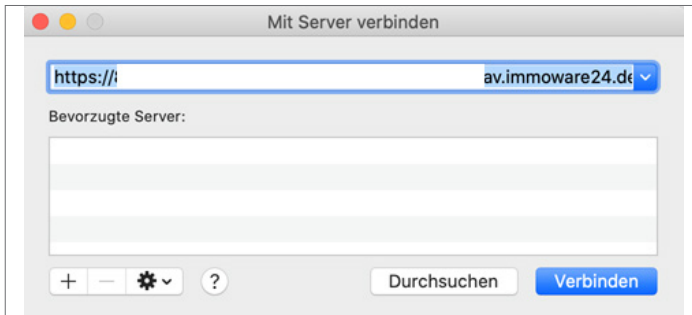 Mit Server verbinden
https:// av.immoware24.de
Bevorzugte Server:
?
Durchsuchen Verbinden